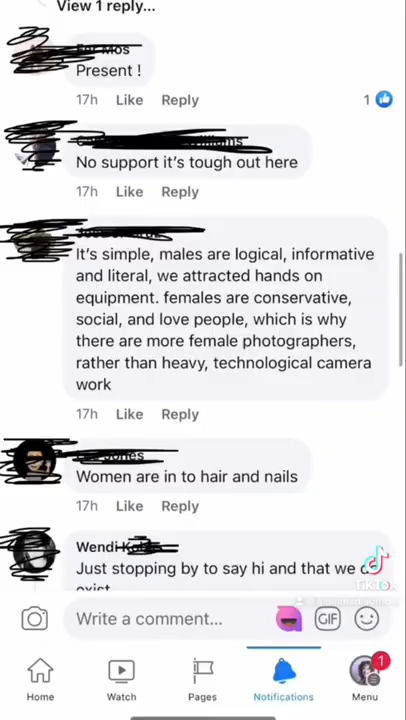 View 1 reply...
Present !
17h Like Reply 1
No support it's tough out here
17h Like Reply
It's simple, males are logical, informative
and literal, we attracted hands on
equipment. females are conservative,
social, and love people, which is why
there are more female photographers,
rather than heavy, technological camera
work
17h Like Reply
Women are in to hair and nails
17h Like Reply
Wendi
Just stopping by to say hi and that we do
exist
TikTok
Write a comment...
GIF
1
Home Watch Pages Notifications Menu